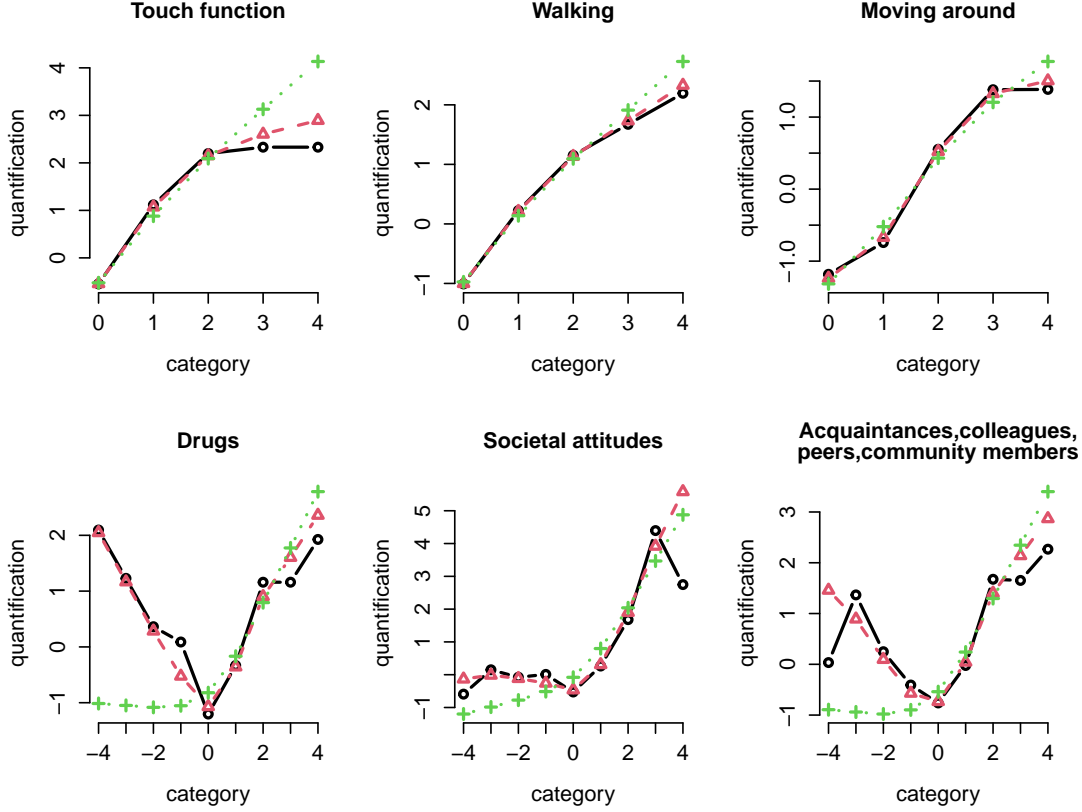 Touch function
quantification
4
3
2
1
0
0 1 2 3 4
category
Walking
quantification
2
1
0
−1
0 1 2 3 4
category
Moving around
quantification
1.0
0.0
−1.0
0 1 2 3 4
category
Drugs
quantification
2
1
0
−1
−4 −2 0 2 4
category
Societal attitudes
quantification
5
4
3
2
1
−1
−4 −2 0 2 4
category
Acquaintances,colleagues,
peers,community members
quantification
3
2
1
0
−1
−4 −2 0 2 4
category